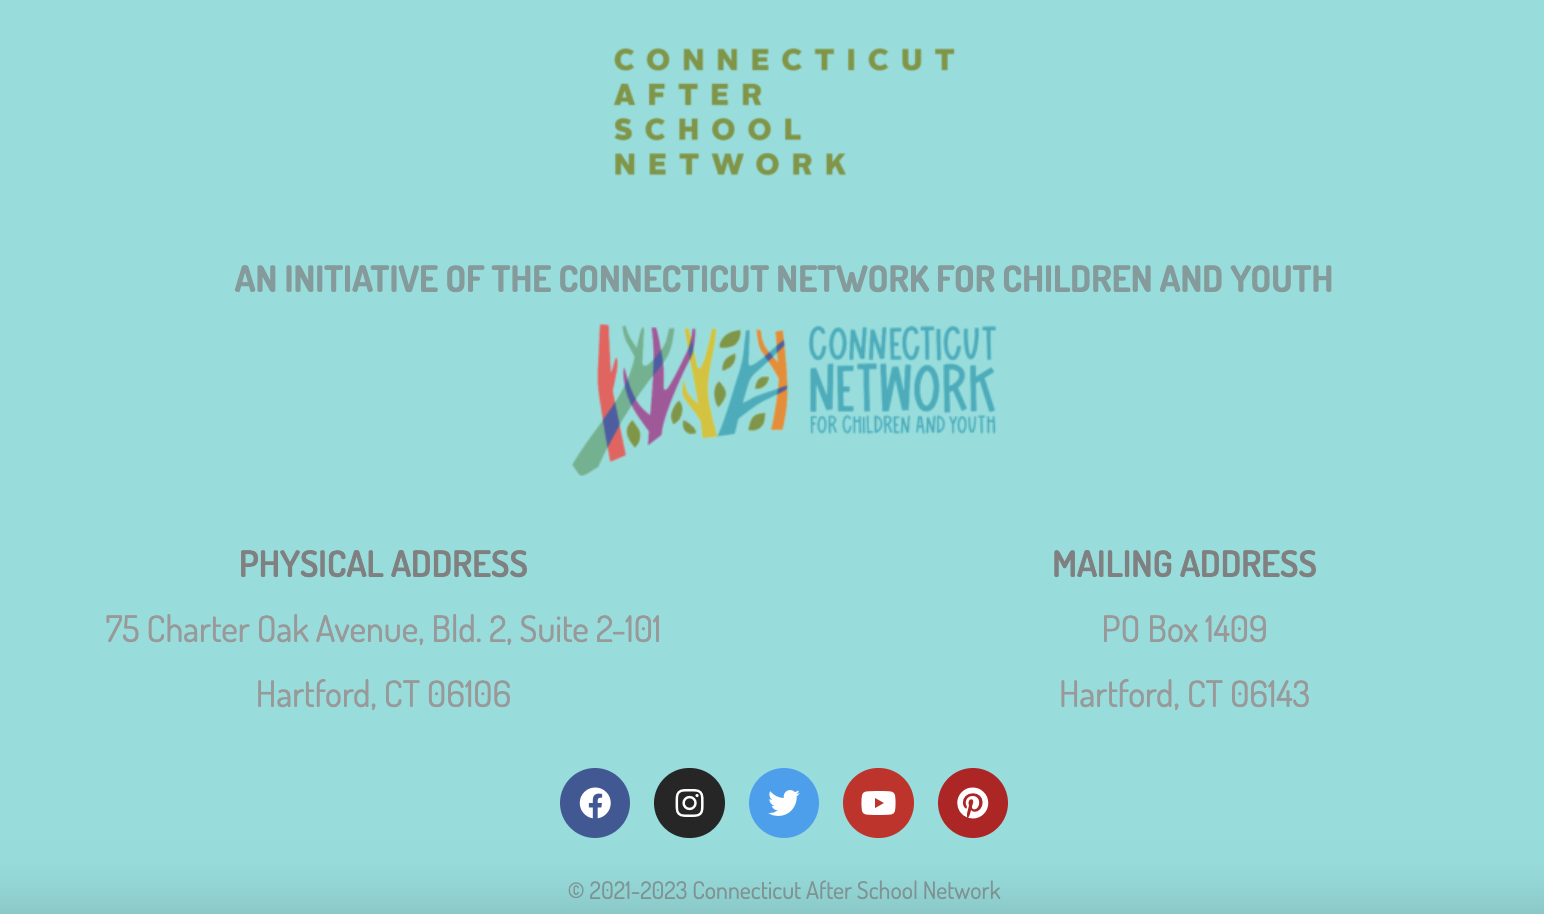 CONNECTICUT
AFTER
SCHOOL
NETWORK
AN INITIATIVE OF THE CONNECTICUT NETWORK FOR CHILDREN AND YOUTH
CONNECTICUT
NETWORK
FOR CHILDREN AND YOUTH
PHYSICAL ADDRESS
75 Charter Oak Avenue, Bld. 2, Suite 2-101
Hartford, CT 06106
MAILING ADDRESS
PO Box 1409
Hartford, CT 06143
© 2021-2023 Connecticut After School Network